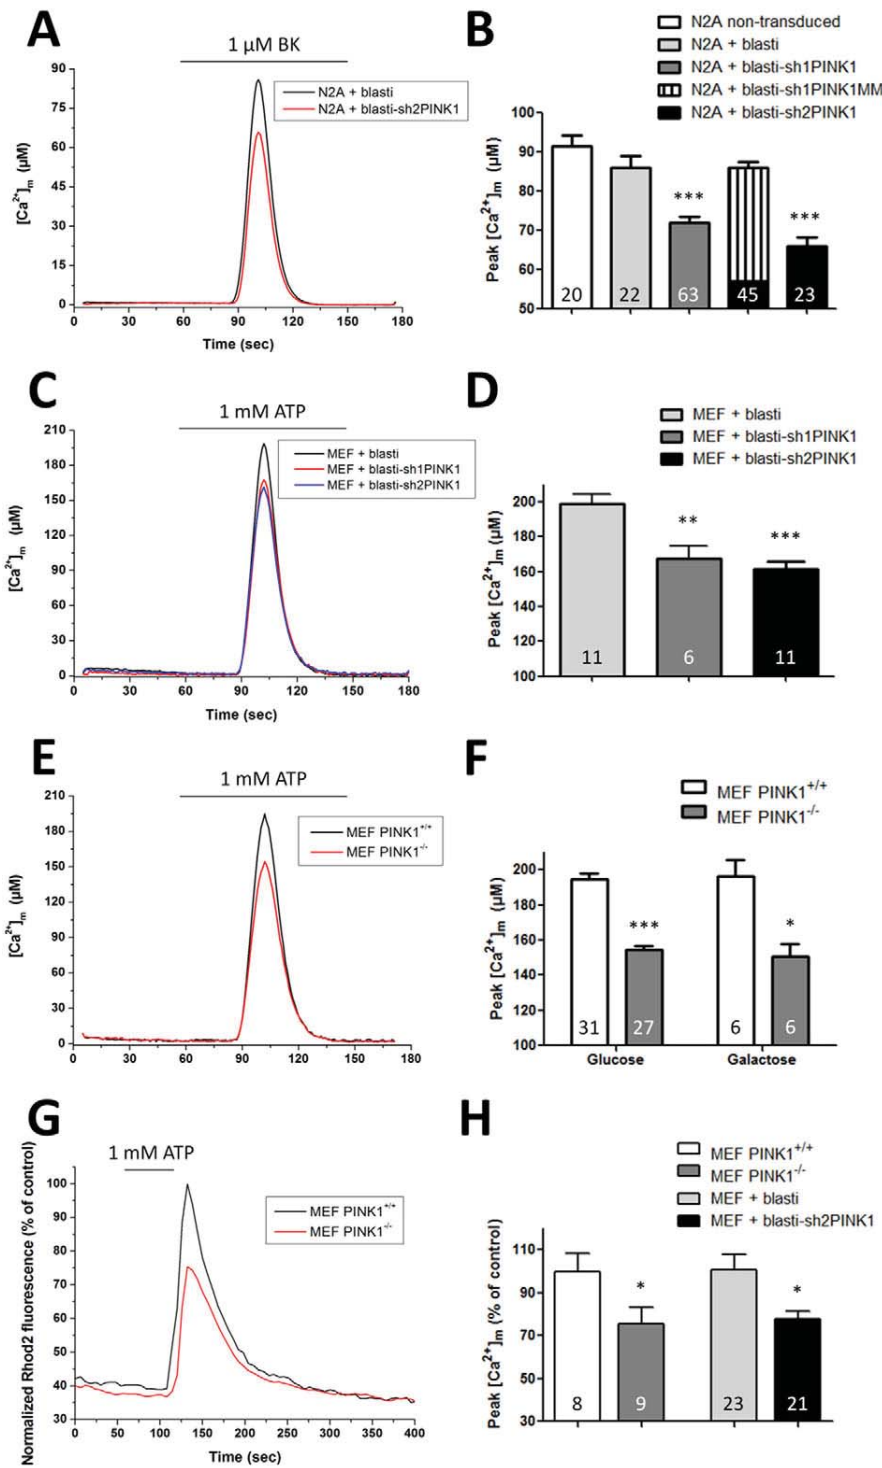 A
1 µM BK
[Ca²⁺]m (µM)
90
75
60
45
30
15
0
N2A + blasti
N2A + blasti-sh2PINK1
0 30 60 90 120 150 180
Time (sec)
B
N2A non-transduced
N2A + blasti
N2A + blasti-sh1PINK1
N2A + blasti-sh1PINK1MM
N2A + blasti-sh2PINK1
Peak [Ca²⁺]m (µM)
100
90
80
70
60
50
***
***
20 22 63 45 23
C
1 mM ATP
[Ca²⁺]m (µM)
210
180
150
120
90
60
30
0
MEF + blasti
MEF + blasti-sh1PINK1
MEF + blasti-sh2PINK1
0 30 60 90 120 150 180
Time (sec)
D
MEF + blasti
MEF + blasti-sh1PINK1
MEF + blasti-sh2PINK1
Peak [Ca²⁺]m (µM)
200
180
160
140
120
100
**
***
11 6 11
E
1 mM ATP
[Ca²⁺]m (µM)
210
180
150
120
90
60
30
0
MEF PINK1⁺/⁺
MEF PINK1⁻/⁻
0 30 60 90 120 150 180
Time (sec)
F
MEF PINK1⁺/⁺
MEF PINK1⁻/⁻
Peak [Ca²⁺]m (µM)
200
180
160
140
120
100
***
*
31 27 6 6
Glucose Galactose
G
1 mM ATP
Normalized Rhod2 fluorescence (% of control)
100
90
80
70
60
50
40
30
MEF PINK1⁺/⁺
MEF PINK1⁻/⁻
0 50 100 150 200 250 300 350 400
Time (sec)
H
MEF PINK1⁺/⁺
MEF PINK1⁻/⁻
MEF + blasti
MEF + blasti-sh2PINK1
Peak [Ca²⁺]m (% of control)
110
90
70
50
30
*
*
8 9 23 21